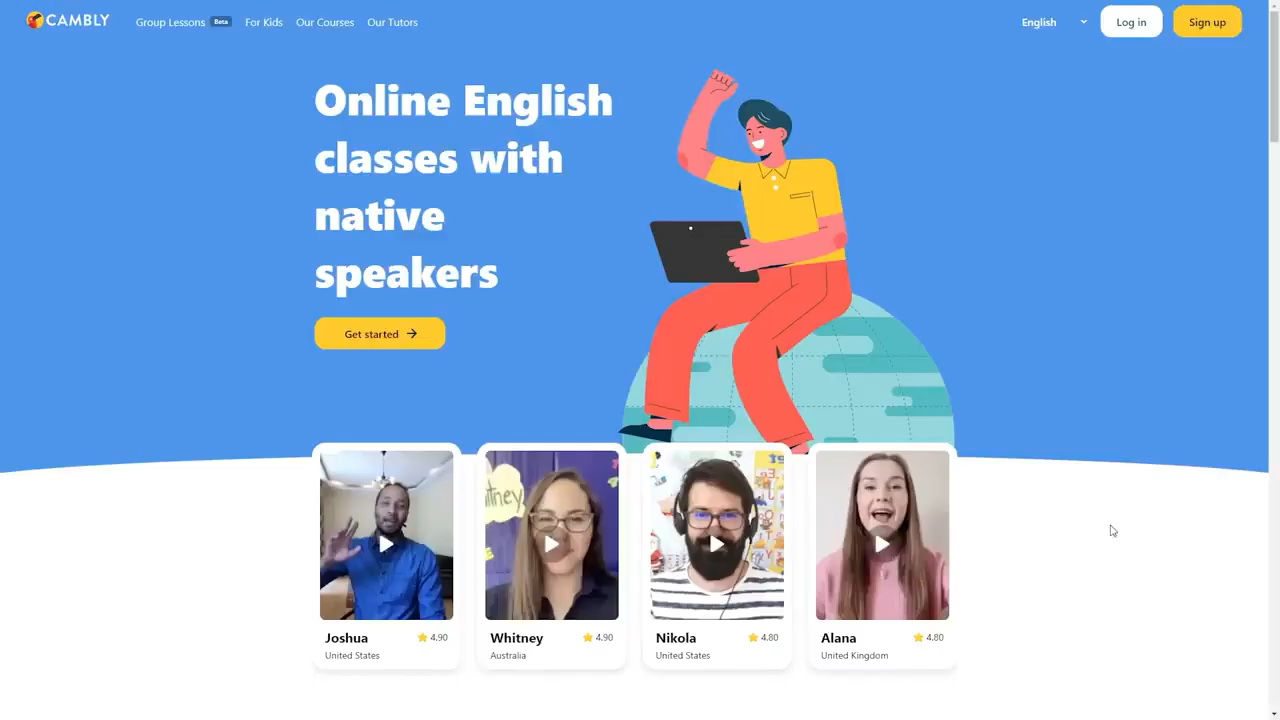 CAMBLY
Group Lessons Beta For Kids Our Courses Our Tutors
English Log in Sign up
Online English
classes with
native
speakers
Get started →
Joshua 4.90
United States
Whitney 4.90
Australia
Nikola 4.80
United States
Alana 4.80
United Kingdom